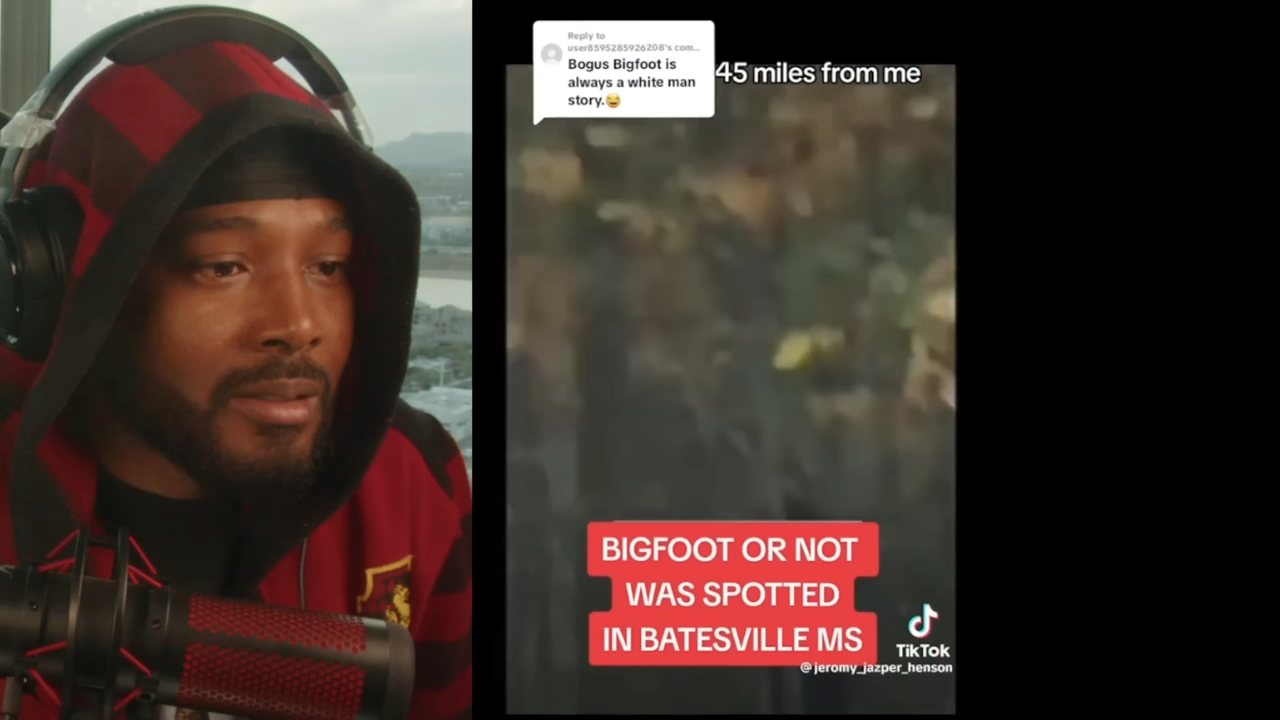 Reply to
user8595285926208's com...
Bogus Bigfoot is
always a white man
story.😅
45 miles from me
BIGFOOT OR NOT
WAS SPOTTED
IN BATESVILLE MS
TikTok
@jeromy_jazper_henson